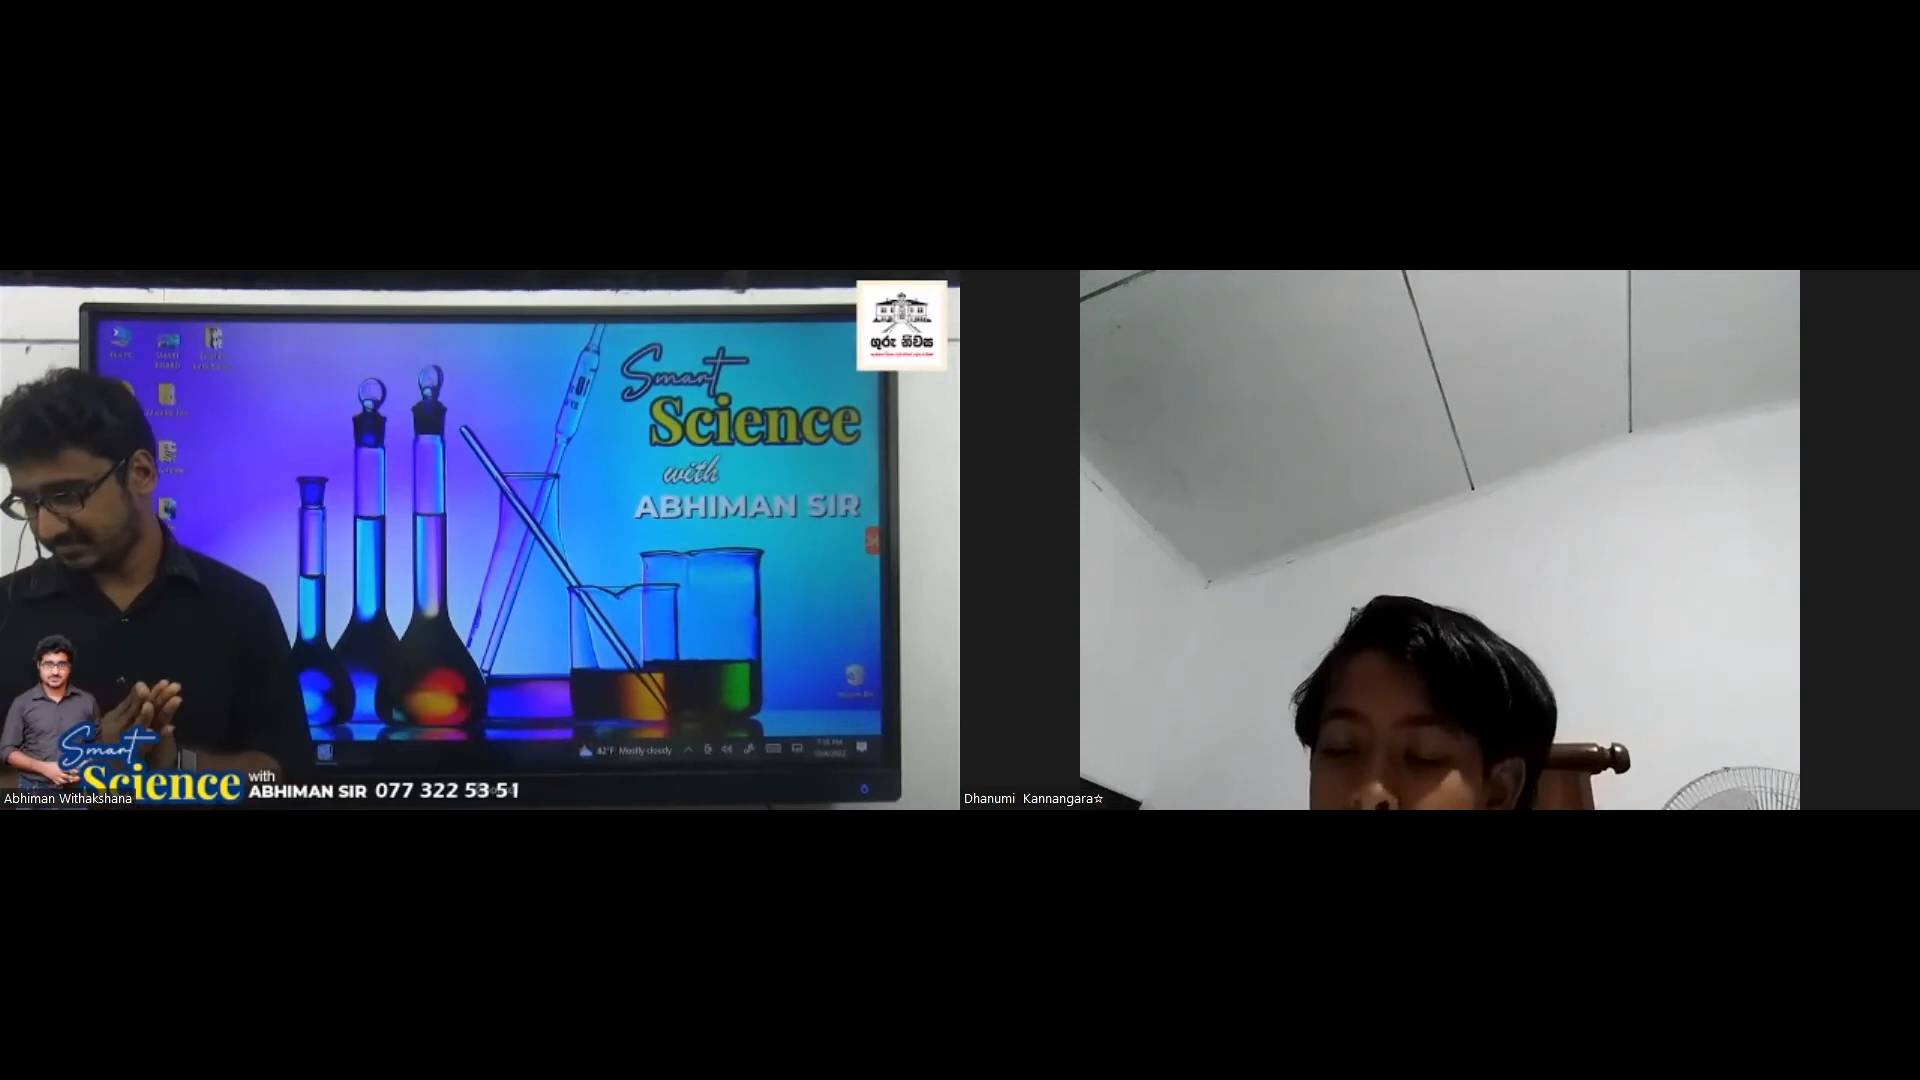 Smart
Science
with
ABHIMAN SIR
ගුරු නිවස
82°F Mostly cloudy
Smart
Science with
ABHIMAN SIR 077 322 53 51
Abhiman Withakshana
Dhanumi Kannangara☆